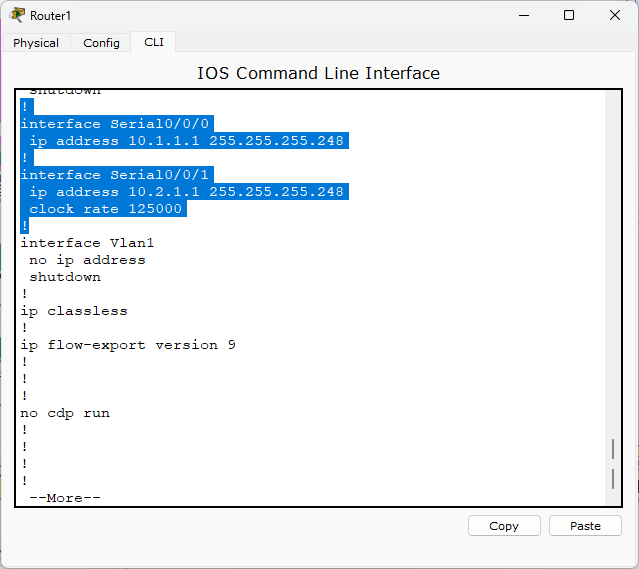 Router1
Physical Config CLI
IOS Command Line Interface
shutdown
!
interface Serial0/0/0
 ip address 10.1.1.1 255.255.255.248
!
interface Serial0/0/1
 ip address 10.2.1.1 255.255.255.248
 clock rate 125000
!
interface Vlan1
 no ip address
 shutdown
!
ip classless
!
ip flow-export version 9
!
!
!
no cdp run
!
!
!
!
 --More--
Copy Paste